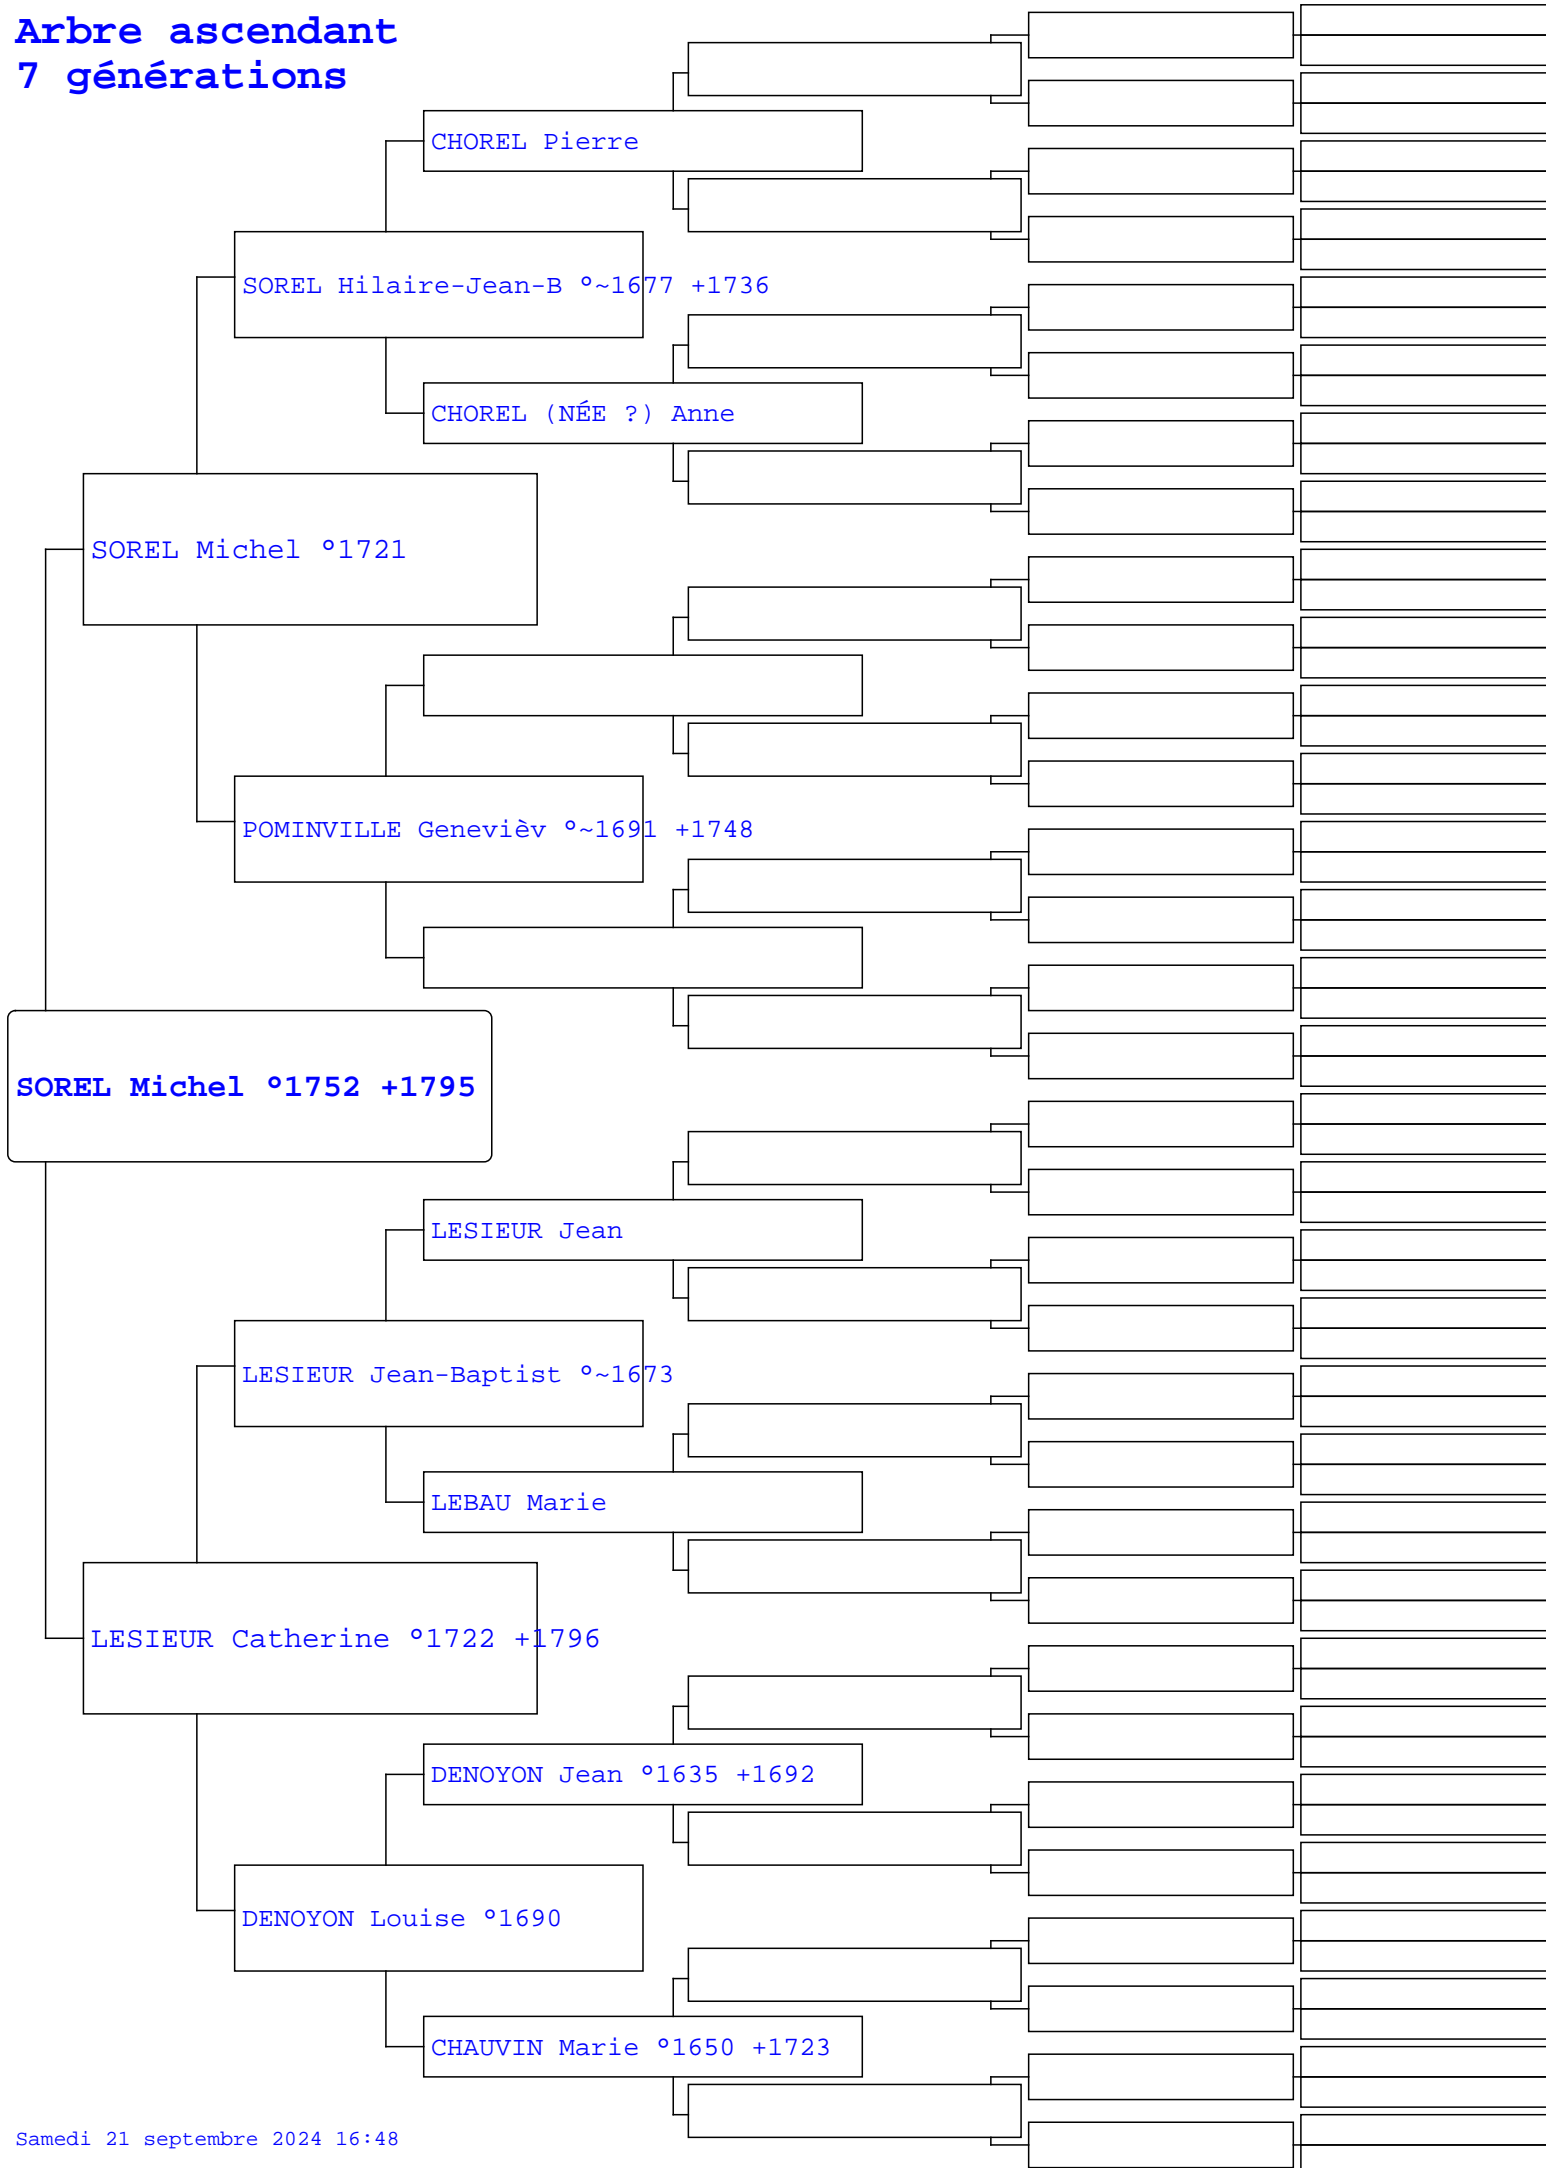 Arbre ascendant
7 générations
CHOREL Pierre
SOREL Hilaire-Jean-B °~1677 +1736
CHOREL (NÉE ?) Anne
SOREL Michel °1721
POMINVILLE Genevièv °~1691 +1748
SOREL Michel °1752 +1795
LESIEUR Jean
LESIEUR Jean-Baptist °~1673
LEBAU Marie
LESIEUR Catherine °1722 +1796
DENOYON Jean °1635 +1692
DENOYON Louise °1690
CHAUVIN Marie °1650 +1723
Samedi 21 septembre 2024 16:48